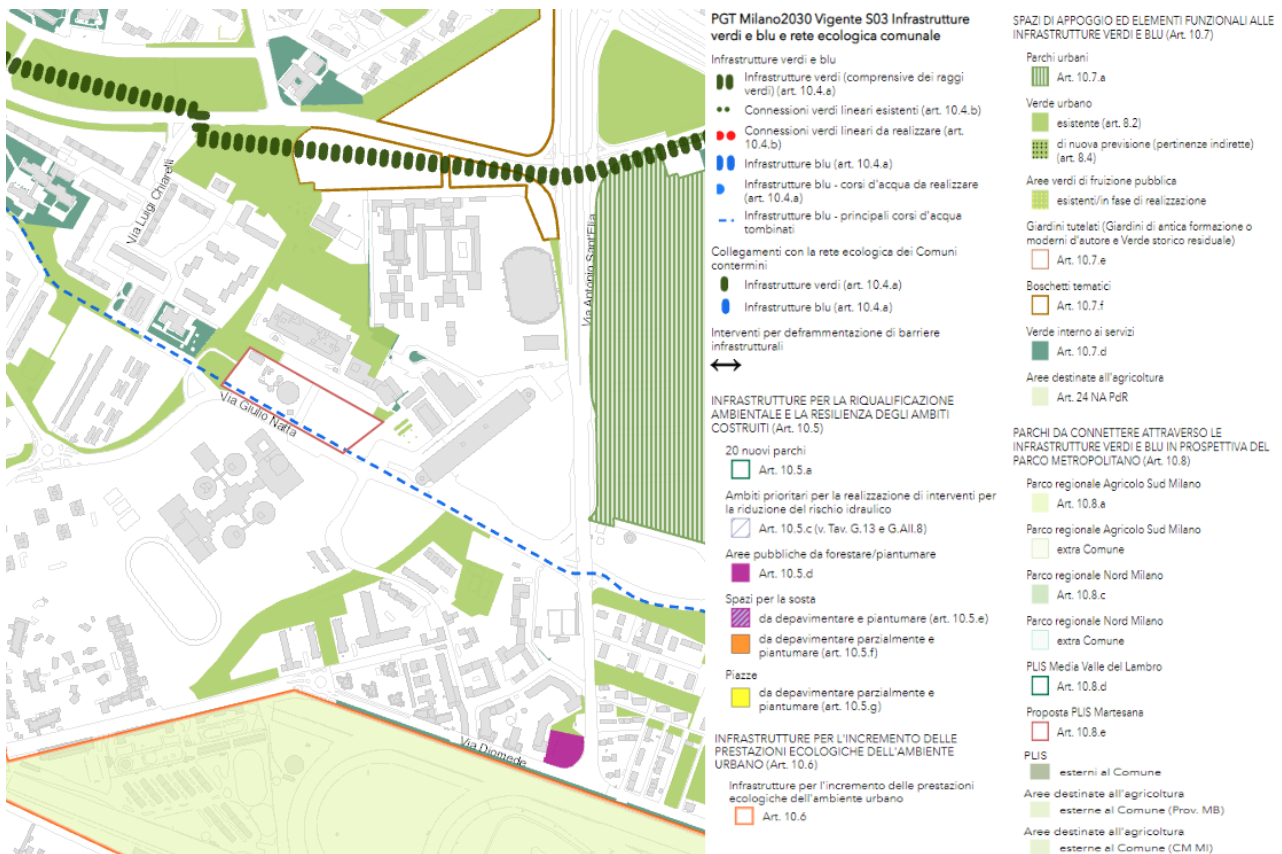 Via Luigi Chiarelli
Via Antonio Sant'Elia
Via Giulio Natta
Via Diomede
PGT Milano2030 Vigente S03 Infrastrutture
verdi e blu e rete ecologica comunale
Infrastrutture verdi e blu
Infrastrutture verdi (comprensive dei raggi
verdi) (art. 10.4.a)
Connessioni verdi lineari esistenti (art. 10.4.b)
Connessioni verdi lineari da realizzare (art.
10.4.b)
Infrastrutture blu (art. 10.4.a)
Infrastrutture blu - corsi d'acqua da realizzare
(art. 10.4.a)
Infrastrutture blu - principali corsi d'acqua
tombinati
Collegamenti con la rete ecologica dei Comuni
contermini
Infrastrutture verdi (art. 10.4.a)
Infrastrutture blu (art. 10.4.a)
Interventi per deframmentazione di barriere
infrastrutturali
INFRASTRUTTURE PER LA RIQUALIFICAZIONE
AMBIENTALE E LA RESILIENZA DEGLI AMBITI
COSTRUITI (Art. 10.5)
20 nuovi parchi
Art. 10.5.a
Ambiti prioritari per la realizzazione di interventi per
la riduzione del rischio idraulico
Art. 10.5.c (v. Tav. G.13 e G.All.8)
Aree pubbliche da forestare/piantumare
Art. 10.5.d
Spazi per la sosta
da depavimentare e piantumare (art. 10.5.e)
da depavimentare parzialmente e
piantumare (art. 10.5.f)
Piazze
da depavimentare parzialmente e
piantumare (art. 10.5.g)
INFRASTRUTTURE PER L'INCREMENTO DELLE
PRESTAZIONI ECOLOGICHE DELL'AMBIENTE
URBANO (Art. 10.6)
Infrastrutture per l'incremento delle prestazioni
ecologiche dell'ambiente urbano
Art. 10.6
SPAZI DI APPOGGIO ED ELEMENTI FUNZIONALI ALLE
INFRASTRUTTURE VERDI E BLU (Art. 10.7)
Parchi urbani
Art. 10.7.a
Verde urbano
esistente (art. 8.2)
di nuova previsione (pertinenze indirette)
(art. 8.4)
Aree verdi di fruizione pubblica
esistenti/in fase di realizzazione
Giardini tutelati (Giardini di antica formazione o
moderni d'autore e Verde storico residuale)
Art. 10.7.e
Boschetti tematici
Art. 10.7.f
Verde interno ai servizi
Art. 10.7.d
Aree destinate all'agricoltura
Art. 24 NA PdR
PARCHI DA CONNETTERE ATTRAVERSO LE
INFRASTRUTTURE VERDI E BLU IN PROSPETTIVA DEL
PARCO METROPOLITANO (Art. 10.8)
Parco regionale Agricolo Sud Milano
Art. 10.8.a
Parco regionale Agricolo Sud Milano
extra Comune
Parco regionale Nord Milano
Art. 10.8.c
Parco regionale Nord Milano
extra Comune
PLIS Media Valle del Lambro
Art. 10.8.d
Proposta PLIS Martesana
Art. 10.8.e
PLIS
esterni al Comune
Aree destinate all'agricoltura
esterne al Comune (Prov. MB)
Aree destinate all'agricoltura
esterne al Comune (CM MI)